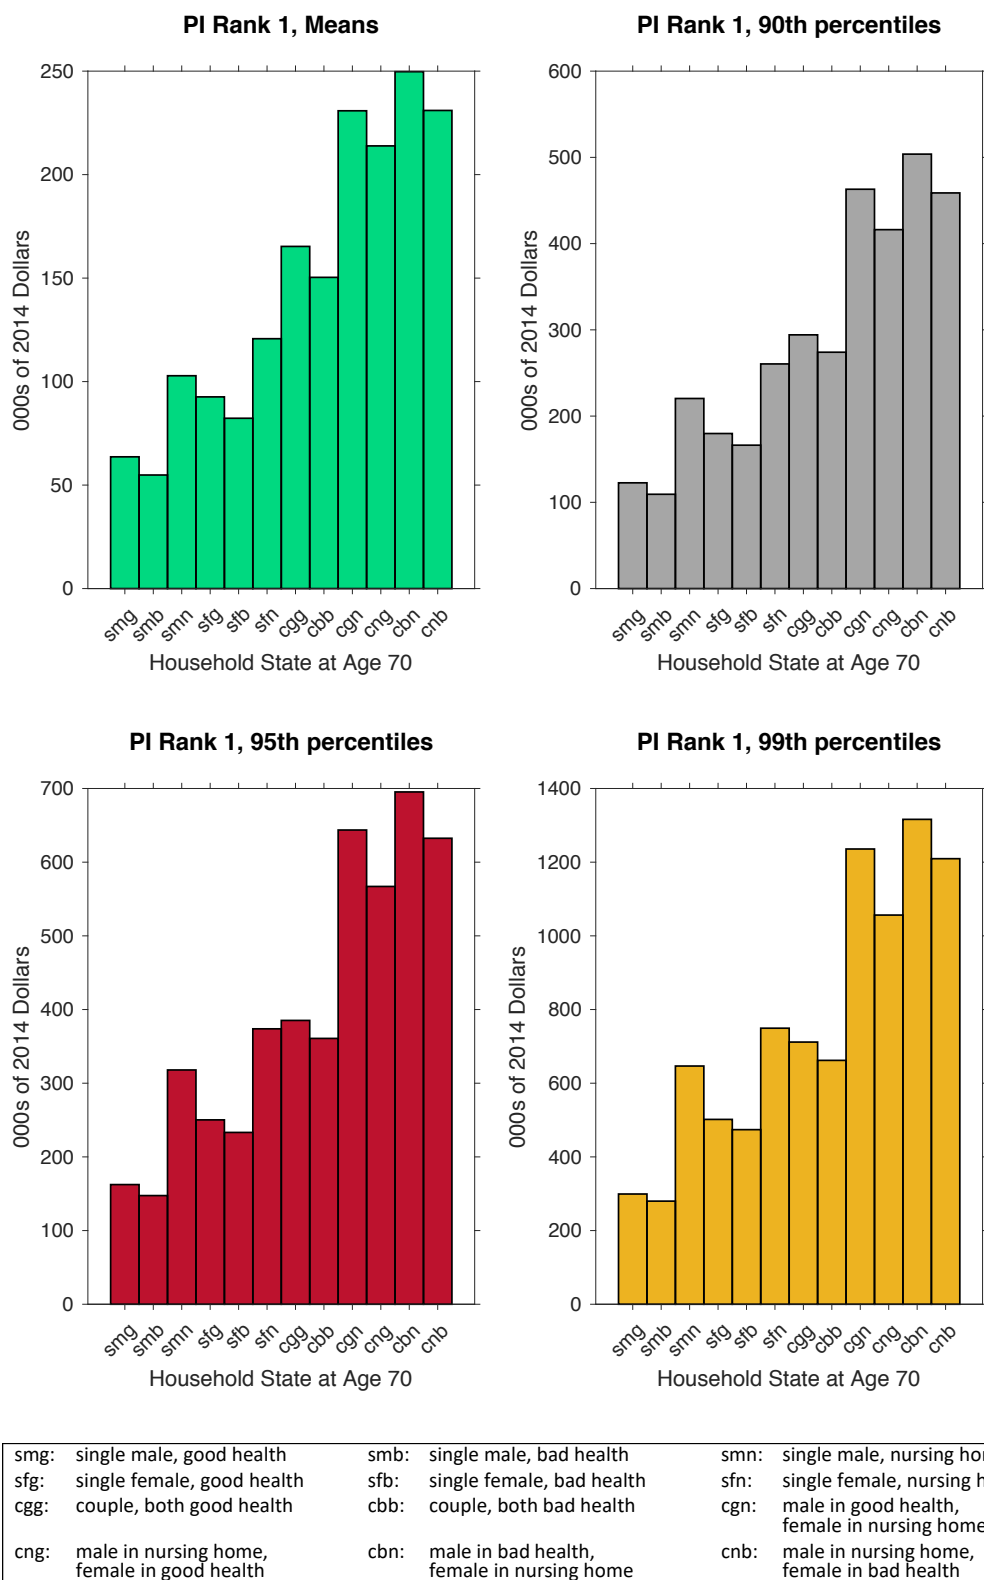 PI Rank 1, Means
250
200
150
100
50
0
000s of 2014 Dollars
smg smb smn sfg sfb sfn cgg cbb cgn cng cbn cnb
Household State at Age 70
PI Rank 1, 90th percentiles
600
500
400
300
200
100
0
000s of 2014 Dollars
smg smb smn sfg sfb sfn cgg cbb cgn cng cbn cnb
Household State at Age 70
PI Rank 1, 95th percentiles
700
600
500
400
300
200
100
0
000s of 2014 Dollars
smg smb smn sfg sfb sfn cgg cbb cgn cng cbn cnb
Household State at Age 70
PI Rank 1, 99th percentiles
1400
1200
1000
800
600
400
200
0
000s of 2014 Dollars
smg smb smn sfg sfb sfn cgg cbb cgn cng cbn cnb
Household State at Age 70
smg: single male, good health smb: single male, bad health smn: single male, nursing
sfg: single female, good health sfb: single female, bad health sfn: single female, nursing
cgg: couple, both good health cbb: couple, both bad health cgn: male in good health,
female in nursing home
cng: male in nursing home, cbn: male in bad health, cnb: male in nursing home,
female in good health female in nursing home female in bad health